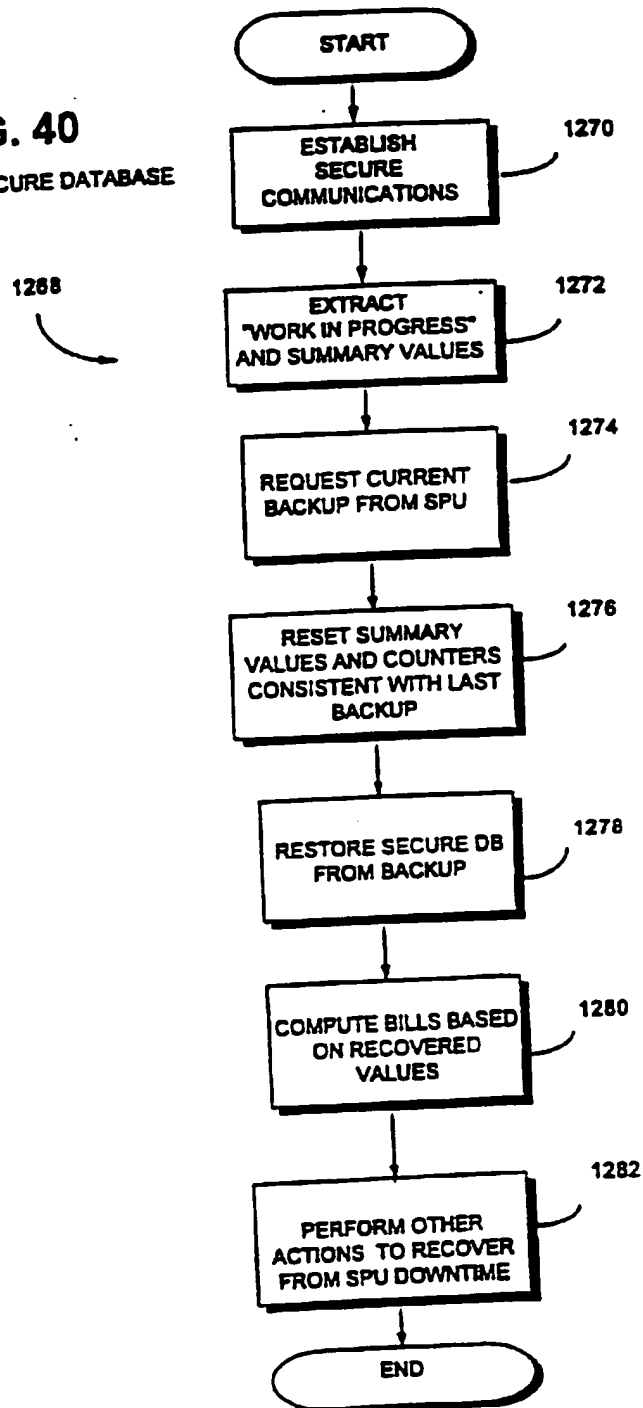 START
G. 40
CURE DATABASE
1268
ESTABLISH
SECURE
COMMUNICATIONS
1270
EXTRACT
"WORK IN PROGRESS"
AND SUMMARY VALUES
1272
REQUEST CURRENT
BACKUP FROM SPU
1274
RESET SUMMARY
VALUES AND COUNTERS
CONSISTENT WITH LAST
BACKUP
1276
RESTORE SECURE DB
FROM BACKUP
1278
COMPUTE BILLS BASED
ON RECOVERED
VALUES
1280
PERFORM OTHER
ACTIONS TO RECOVER
FROM SPU DOWNTIME
1282
END